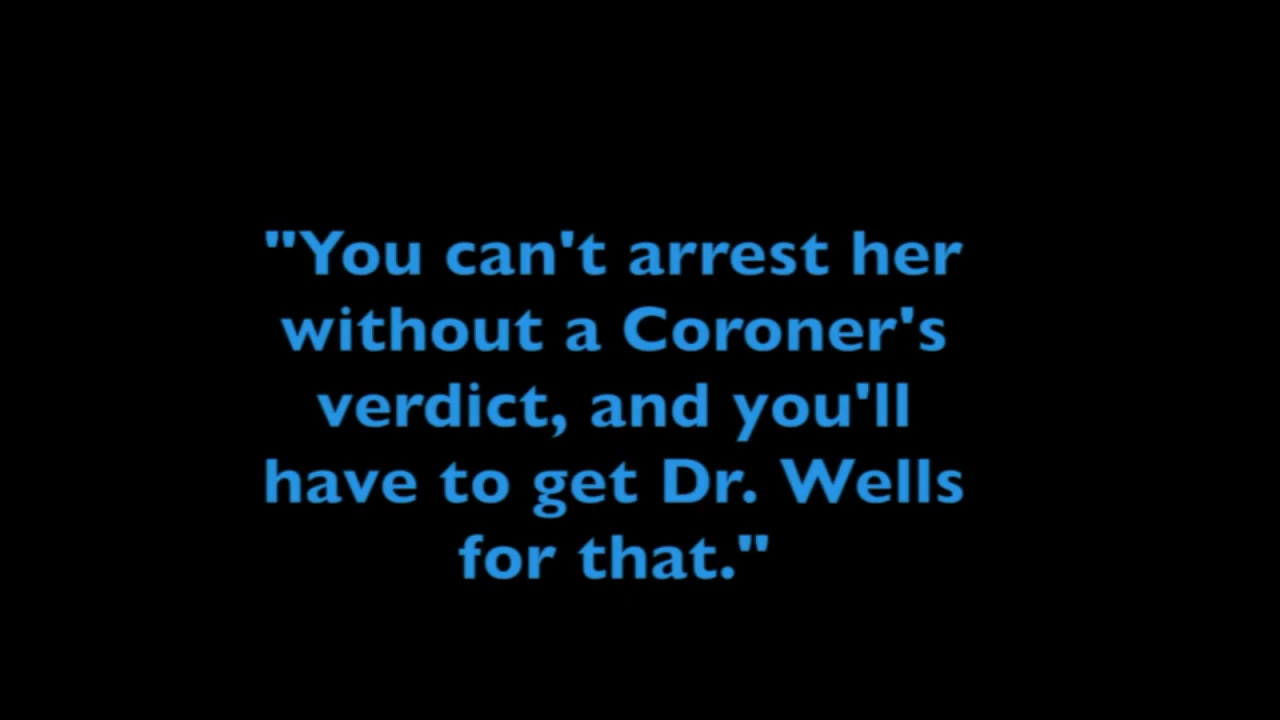 "You can't arrest her
without a Coroner's
verdict, and you'll
have to get Dr. Wells
for that."